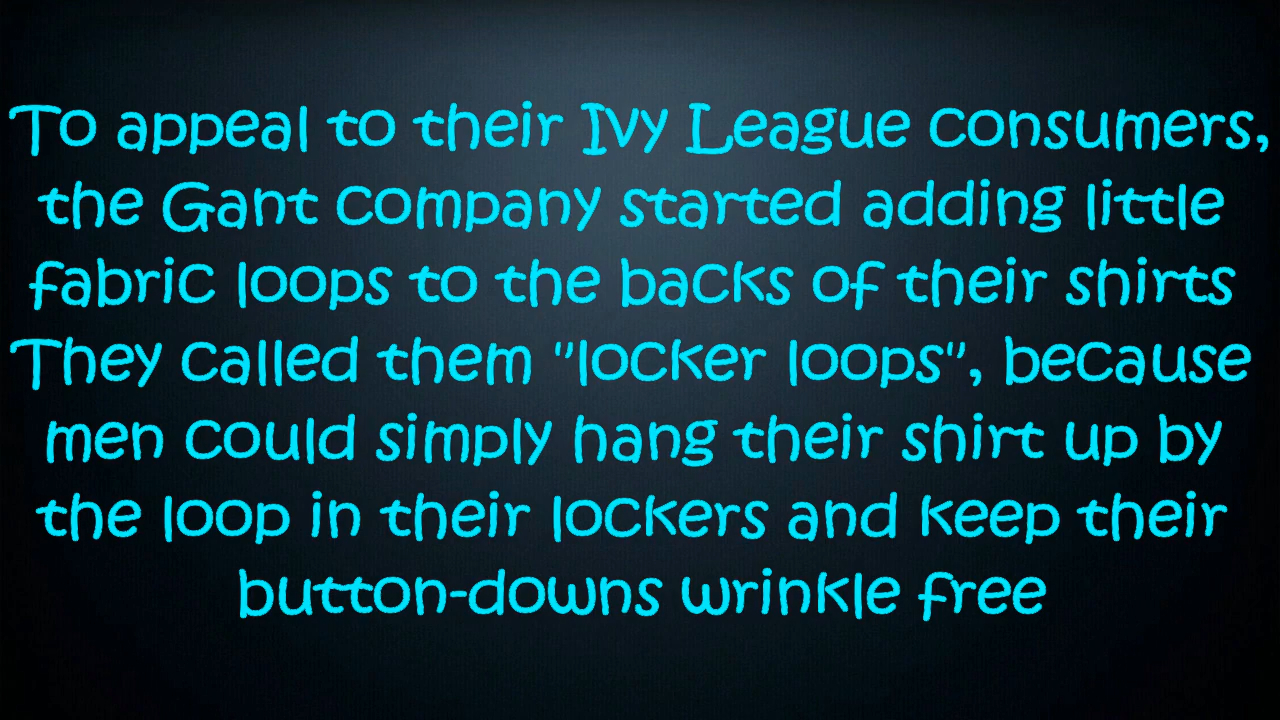 To appeal to their Ivy League consumers,
the Gant company started adding little
fabric loops to the backs of their shirts
They called them "locker loops", because
men could simply hang their shirt up by
the loop in their lockers and keep their
button-downs wrinkle free